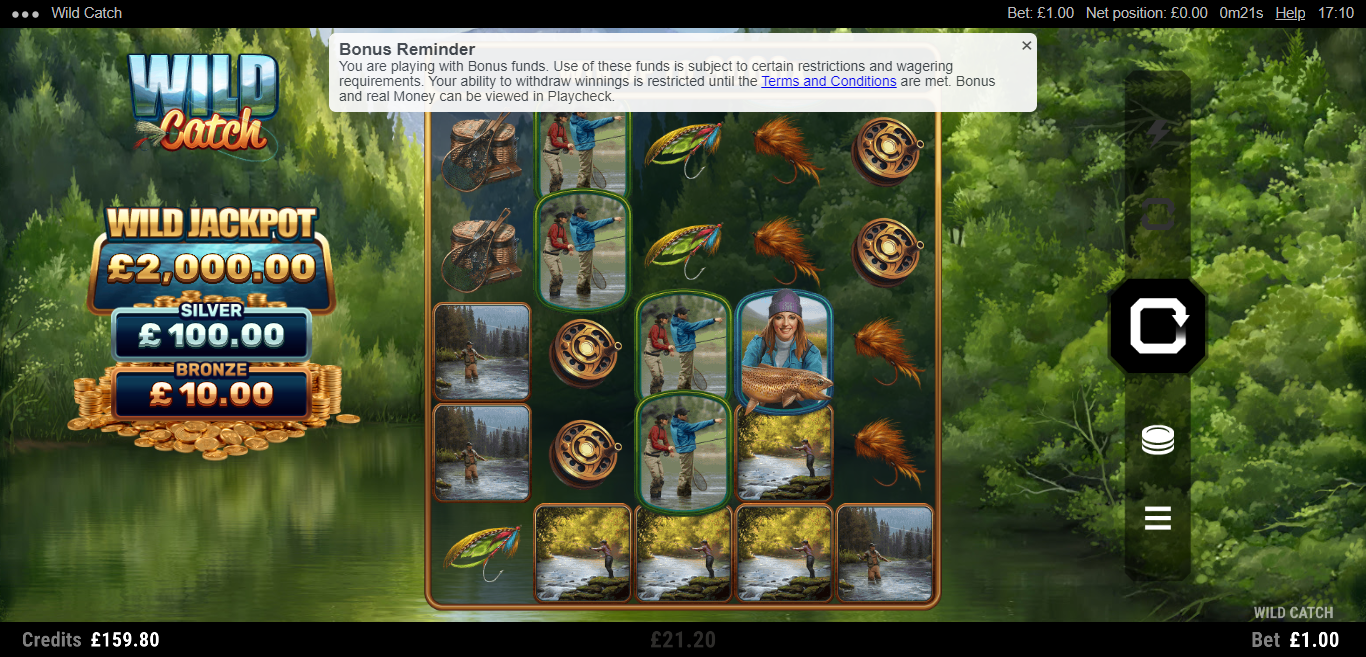 Wild Catch
Bet: £1.00 Net position: £0.00 0m21s Help 17:10
Bonus Reminder
You are playing with Bonus funds. Use of these funds is subject to certain restrictions and wagering
requirements. Your ability to withdraw winnings is restricted until the Terms and Conditions are met. Bonus
and real Money can be viewed in Playcheck.
WILD
Catch
WILD JACKPOT
£2,000.00
SILVER
£ 100.00
BRONZE
£ 10.00
WILD CATCH
Credits £159.80
£21.20
Bet £1.00